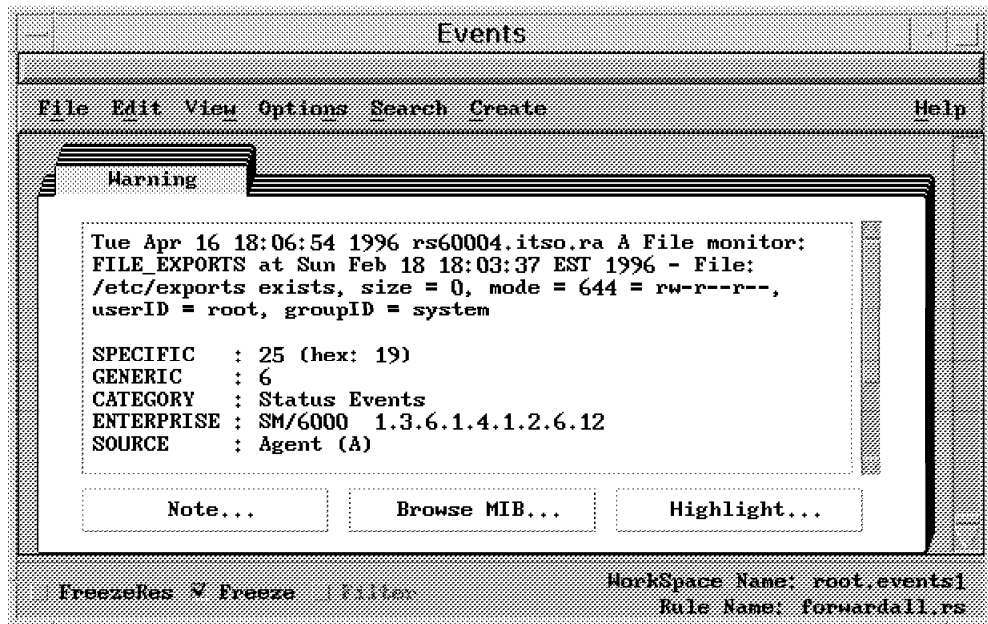 Events
File Edit View Options Search Create Help
Warning
Tue Apr 16 18:06:54 1996 rs60004.itso.ra A File monitor:
FILE_EXPORTS at Sun Feb 18 18:03:37 EST 1996 - File:
/etc/exports exists, size = 0, mode = 644 = rw-r--r--,
userID = root, groupID = system
SPECIFIC : 25 (hex: 19)
GENERIC : 6
CATEGORY : Status Events
ENTERPRISE : SM/6000 1.3.6.1.4.1.2.6.12
SOURCE : Agent (A)
Note... Browse MIB... Highlight...
FreezeRes Freeze Filter WorkSpace Name: root.events1
Rule Name: forwardall.rs